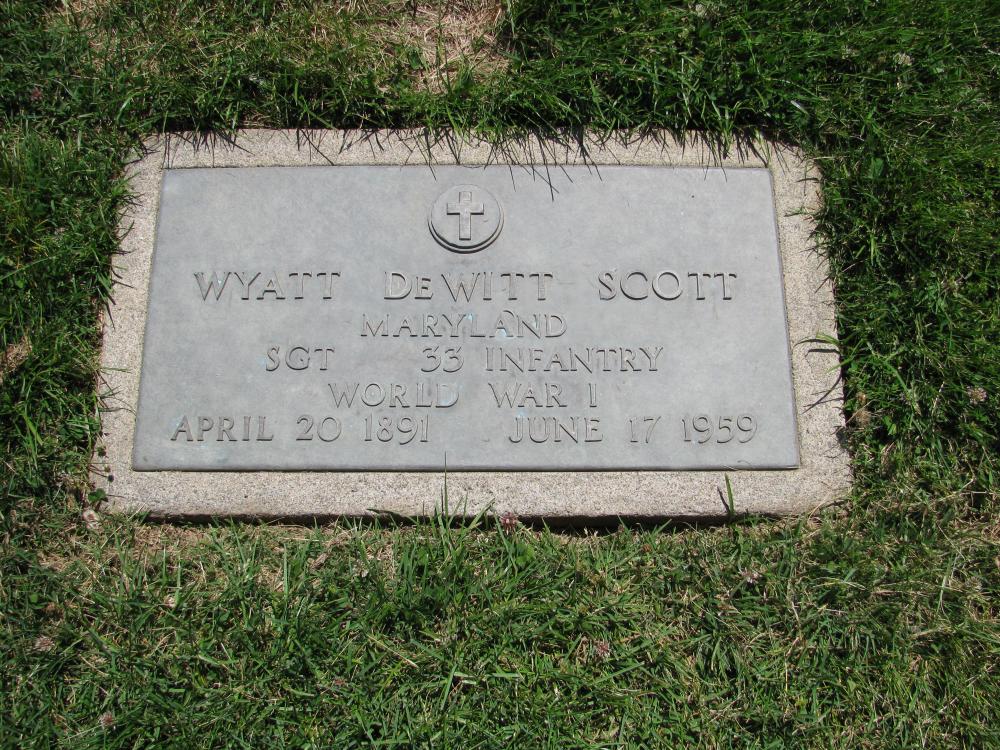 WYATT DeWITT SCOTT
MARYLAND
SGT 33 INFANTRY
WORLD WAR I
APRIL 20 1891 JUNE 17 1959